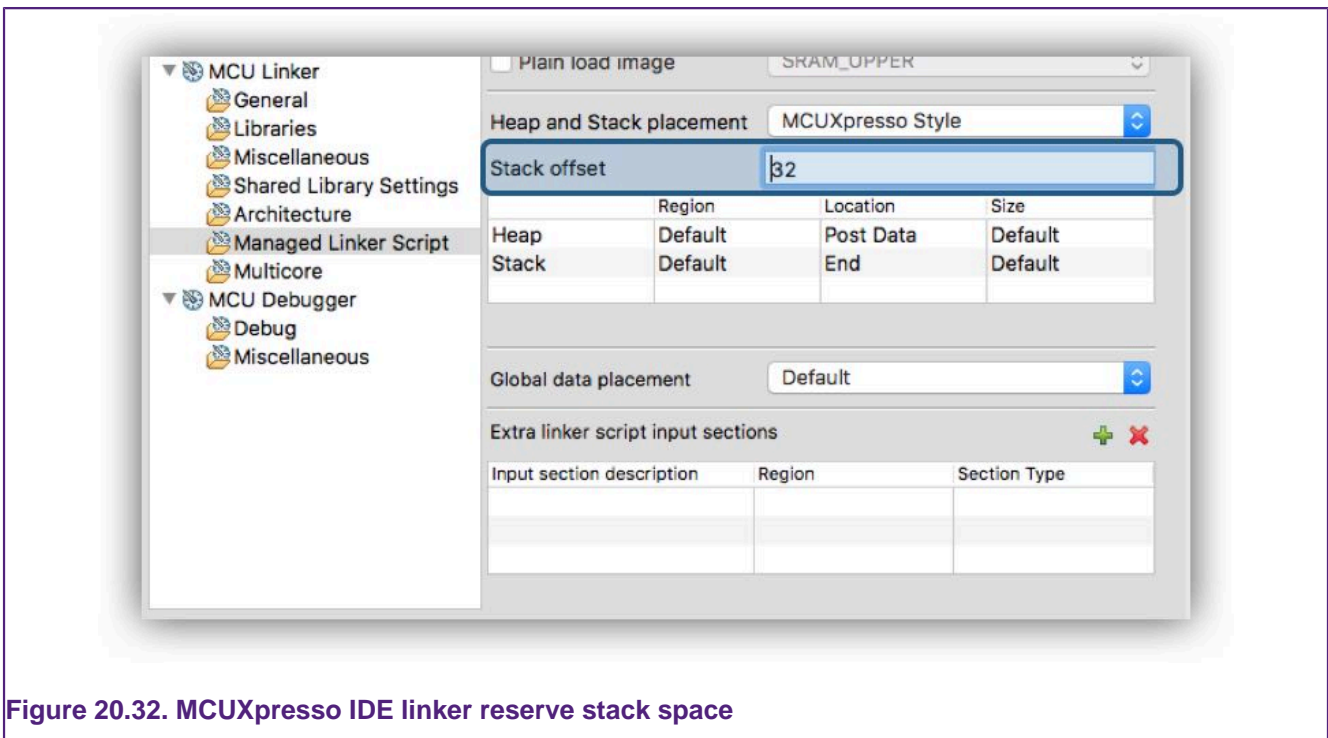 MCU Linker
General
Libraries
Miscellaneous
Shared Library Settings
Architecture
Managed Linker Script
Multicore
MCU Debugger
Debug
Miscellaneous
Plain load image SRAM_UPPER
Heap and Stack placement MCUXpresso Style
Stack offset 32
Region Location Size
Heap Default Post Data Default
Stack Default End Default
Global data placement Default
Extra linker script input sections
Input section description Region Section Type
Figure 20.32. MCUXpresso IDE linker reserve stack space